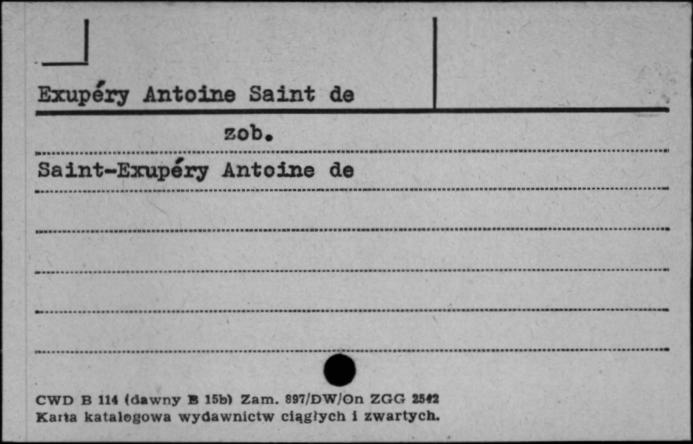 Exupéry Antoine Saint de
zob.
Saint-Exupéry Antoine de
CWD B 114 (dawny B 15b) Zam. 897/DW/On ZGG 2542
Karta katalogowa wydawnictw ciągłych i zwartych.